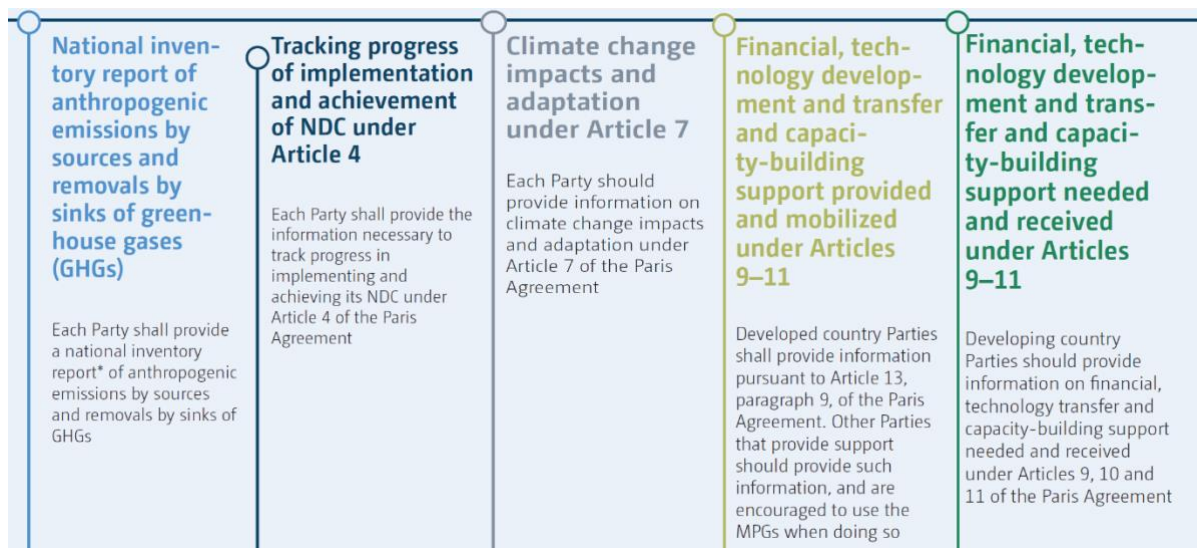 National inven-
tory report of
anthropogenic
emissions by
sources and
removals by
sinks of green-
house gases
(GHGs)
Each Party shall provide
a national inventory
report* of anthropogenic
emissions by sources
and removals by sinks of
GHGs
Tracking progress
of implementation
and achievement
of NDC under
Article 4
Each Party shall provide the
information necessary to
track progress in
implementing and
achieving its NDC under
Article 4 of the Paris
Agreement
Climate change
impacts and
adaptation
under Article 7
Each Party should
provide information on
climate change impacts
and adaptation under
Article 7 of the Paris
Agreement
Financial, tech-
nology develop-
ment and transfer
and capaci-
ty-building
support provided
and mobilized
under Articles
9–11
Developed country Parties
shall provide information
pursuant to Article 13,
paragraph 9, of the Paris
Agreement. Other Parties
that provide support
should provide such
information, and are
encouraged to use the
MPGs when doing so
Financial, tech-
nology develop-
ment and trans-
fer and capaci-
ty-building
support needed
and received
under Articles
9–11
Developing country
Parties should provide
information on financial,
technology transfer and
capacity-building support
needed and received
under Articles 9, 10 and
11 of the Paris Agreement